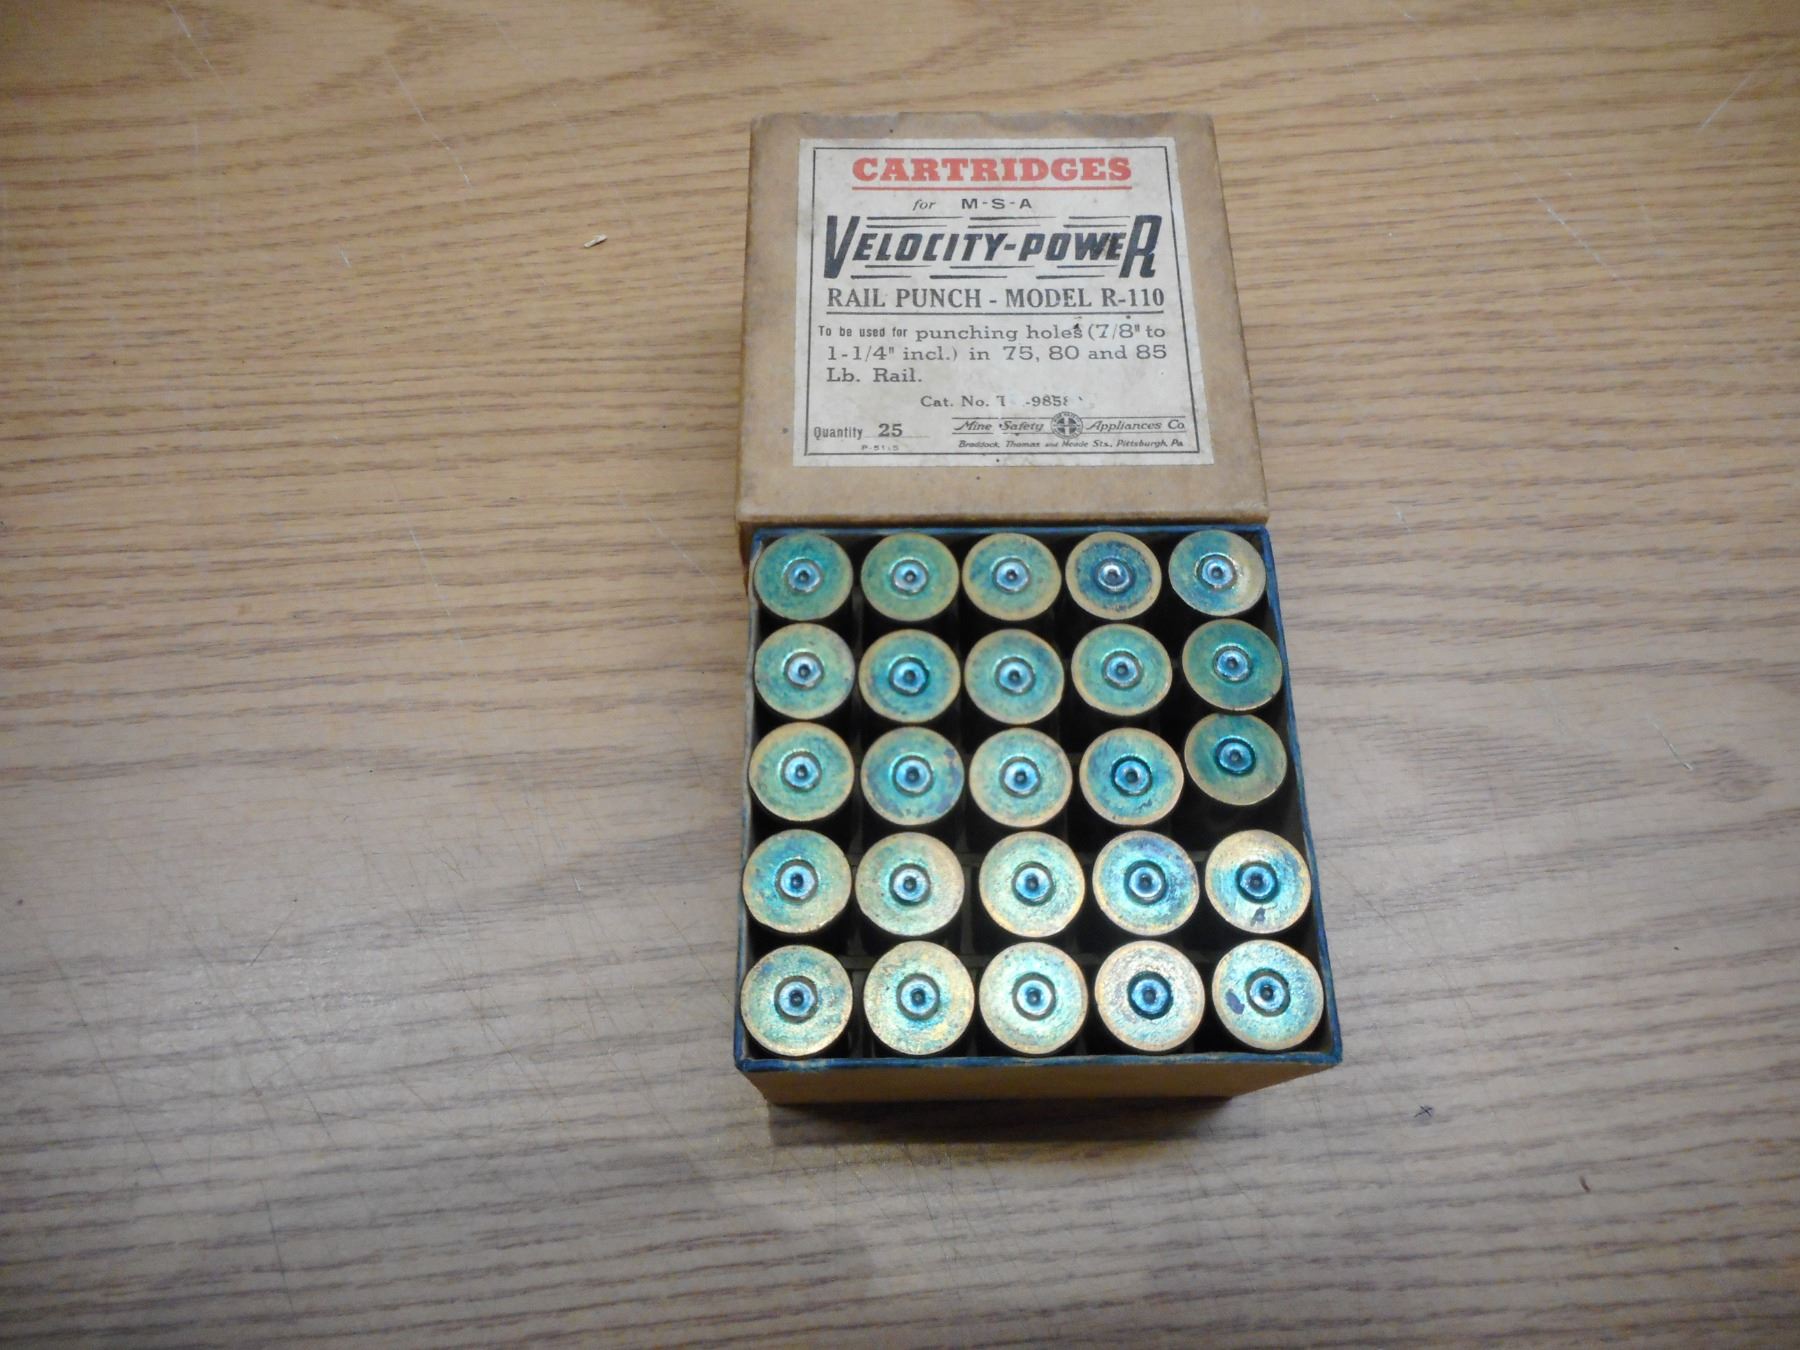 CARTRIDGES
for M-S-A
VELOCITY-POWER
RAIL PUNCH - MODEL R-110
To be used for punching holes (7/8" to
1-1/4" incl.) in 75, 80 and 85
Lb. Rail.
Cat. No.
Quantity 25
Mine Safety Appliances Co
Braddock, Thomas and Meade Sts., Pittsburgh, Pa.